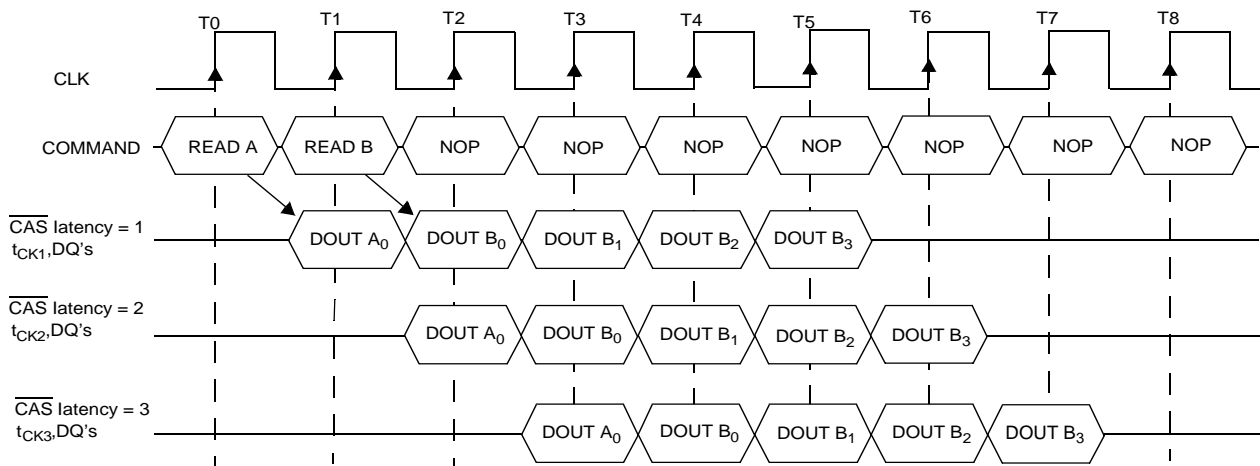 T0 T1 T2 T3 T4 T5 T6 T7 T8
CLK
COMMAND READ A READ B NOP NOP NOP NOP NOP NOP NOP
CAS latency = 1
tCK1,DQ's DOUT A0 DOUT B0 DOUT B1 DOUT B2 DOUT B3
CAS latency = 2
tCK2,DQ's DOUT A0 DOUT B0 DOUT B1 DOUT B2 DOUT B3
CAS latency = 3
tCK3,DQ's DOUT A0 DOUT B0 DOUT B1 DOUT B2 DOUT B3